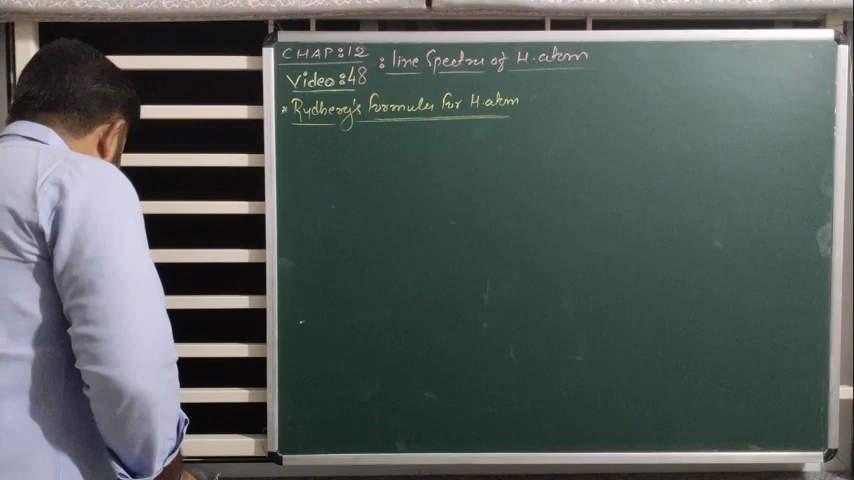 CHAP:12 : line Spectra of H.atom
Video:48
* Rydberg's formula for H.atom